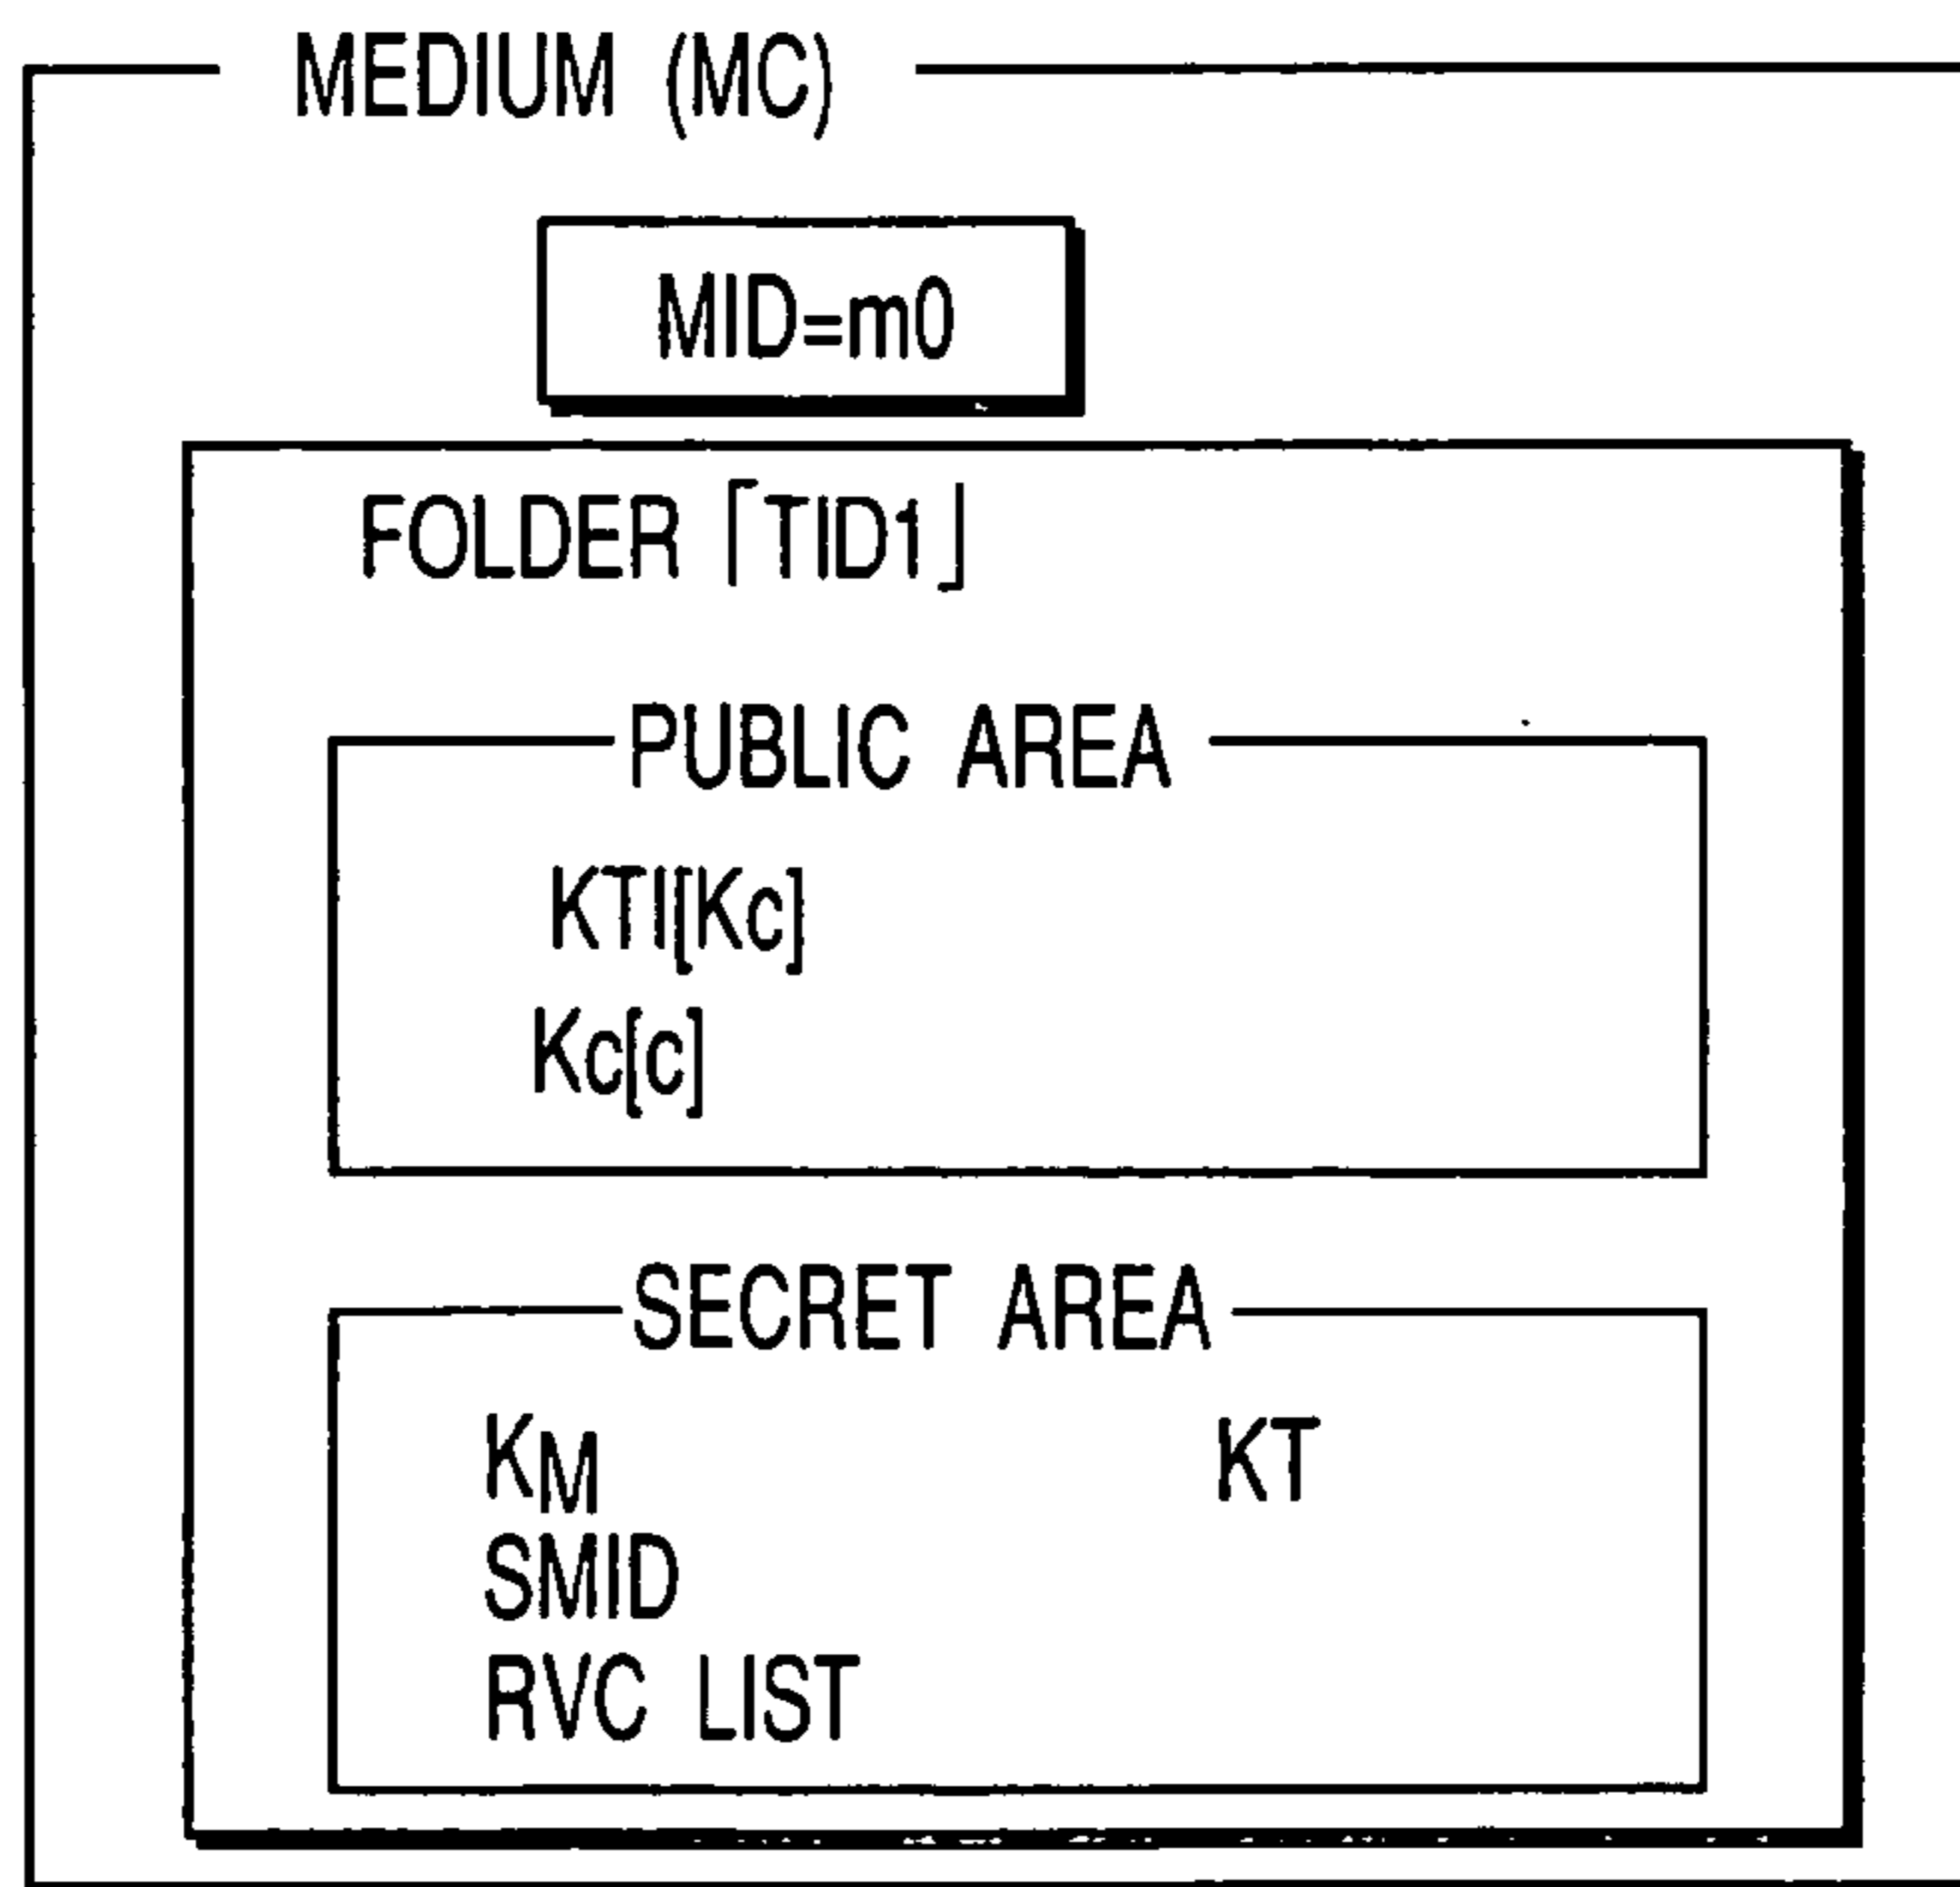 MEDIUM (MC)
MID=m0
FOLDER ｢TID1｣
PUBLIC AREA
KTI[Kc]
Kc[c]
SECRET AREA
KM KT
SMID
RVC LIST